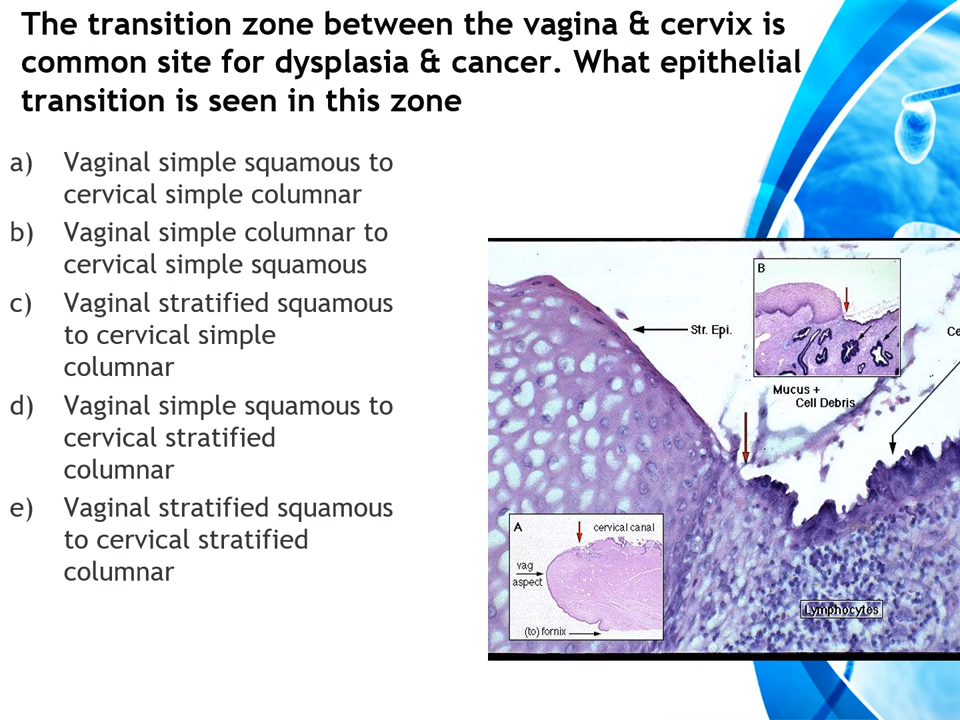 The transition zone between the vagina & cervix is
common site for dysplasia & cancer. What epithelial
transition is seen in this zone
a) Vaginal simple squamous to
cervical simple columnar
b) Vaginal simple columnar to
cervical simple squamous
c) Vaginal stratified squamous
to cervical simple
columnar
d) Vaginal simple squamous to
cervical stratified
columnar
e) Vaginal stratified squamous
to cervical stratified
columnar
B
Str. Epi.
Ce
Mucus +
Cell Debris
A
cervical canal
vag
aspect
(to) fornix
Lymphocytes